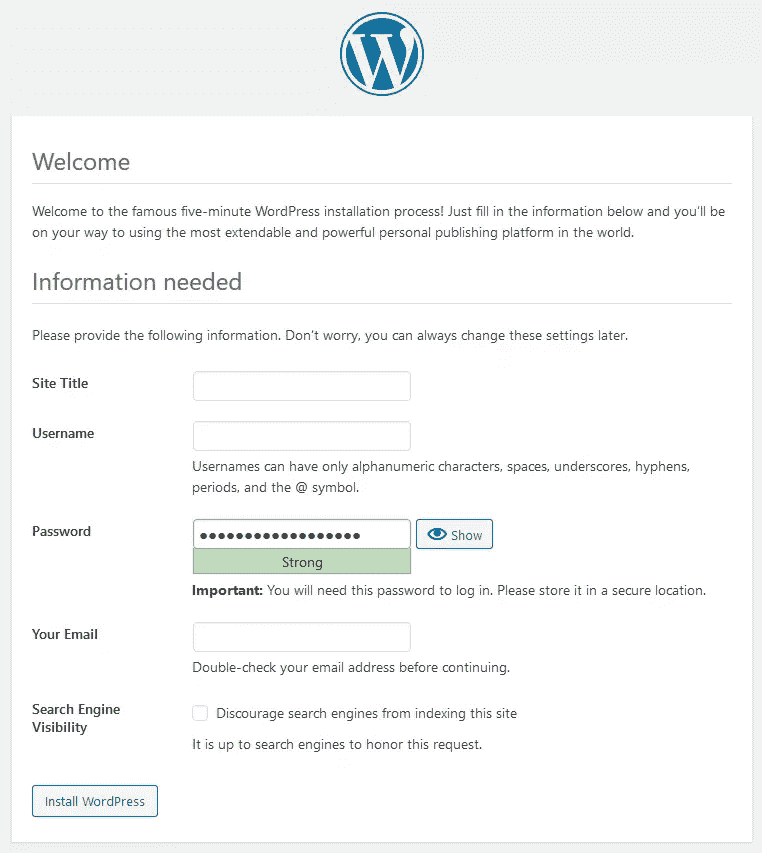 Welcome
Welcome to the famous five-minute WordPress installation process! Just fill in the information below and you'll be
on your way to using the most extendable and powerful personal publishing platform in the world.
Information needed
Please provide the following information. Don't worry, you can always change these settings later.
Site Title
Username
Usernames can have only alphanumeric characters, spaces, underscores, hyphens,
periods, and the @ symbol.
Password
●●●●●●●●●●●●●●●●●●
Show
Strong
Important: You will need this password to log in. Please store it in a secure location.
Your Email
Double-check your email address before continuing.
Search Engine
Visibility
Discourage search engines from indexing this site
It is up to search engines to honor this request.
Install WordPress